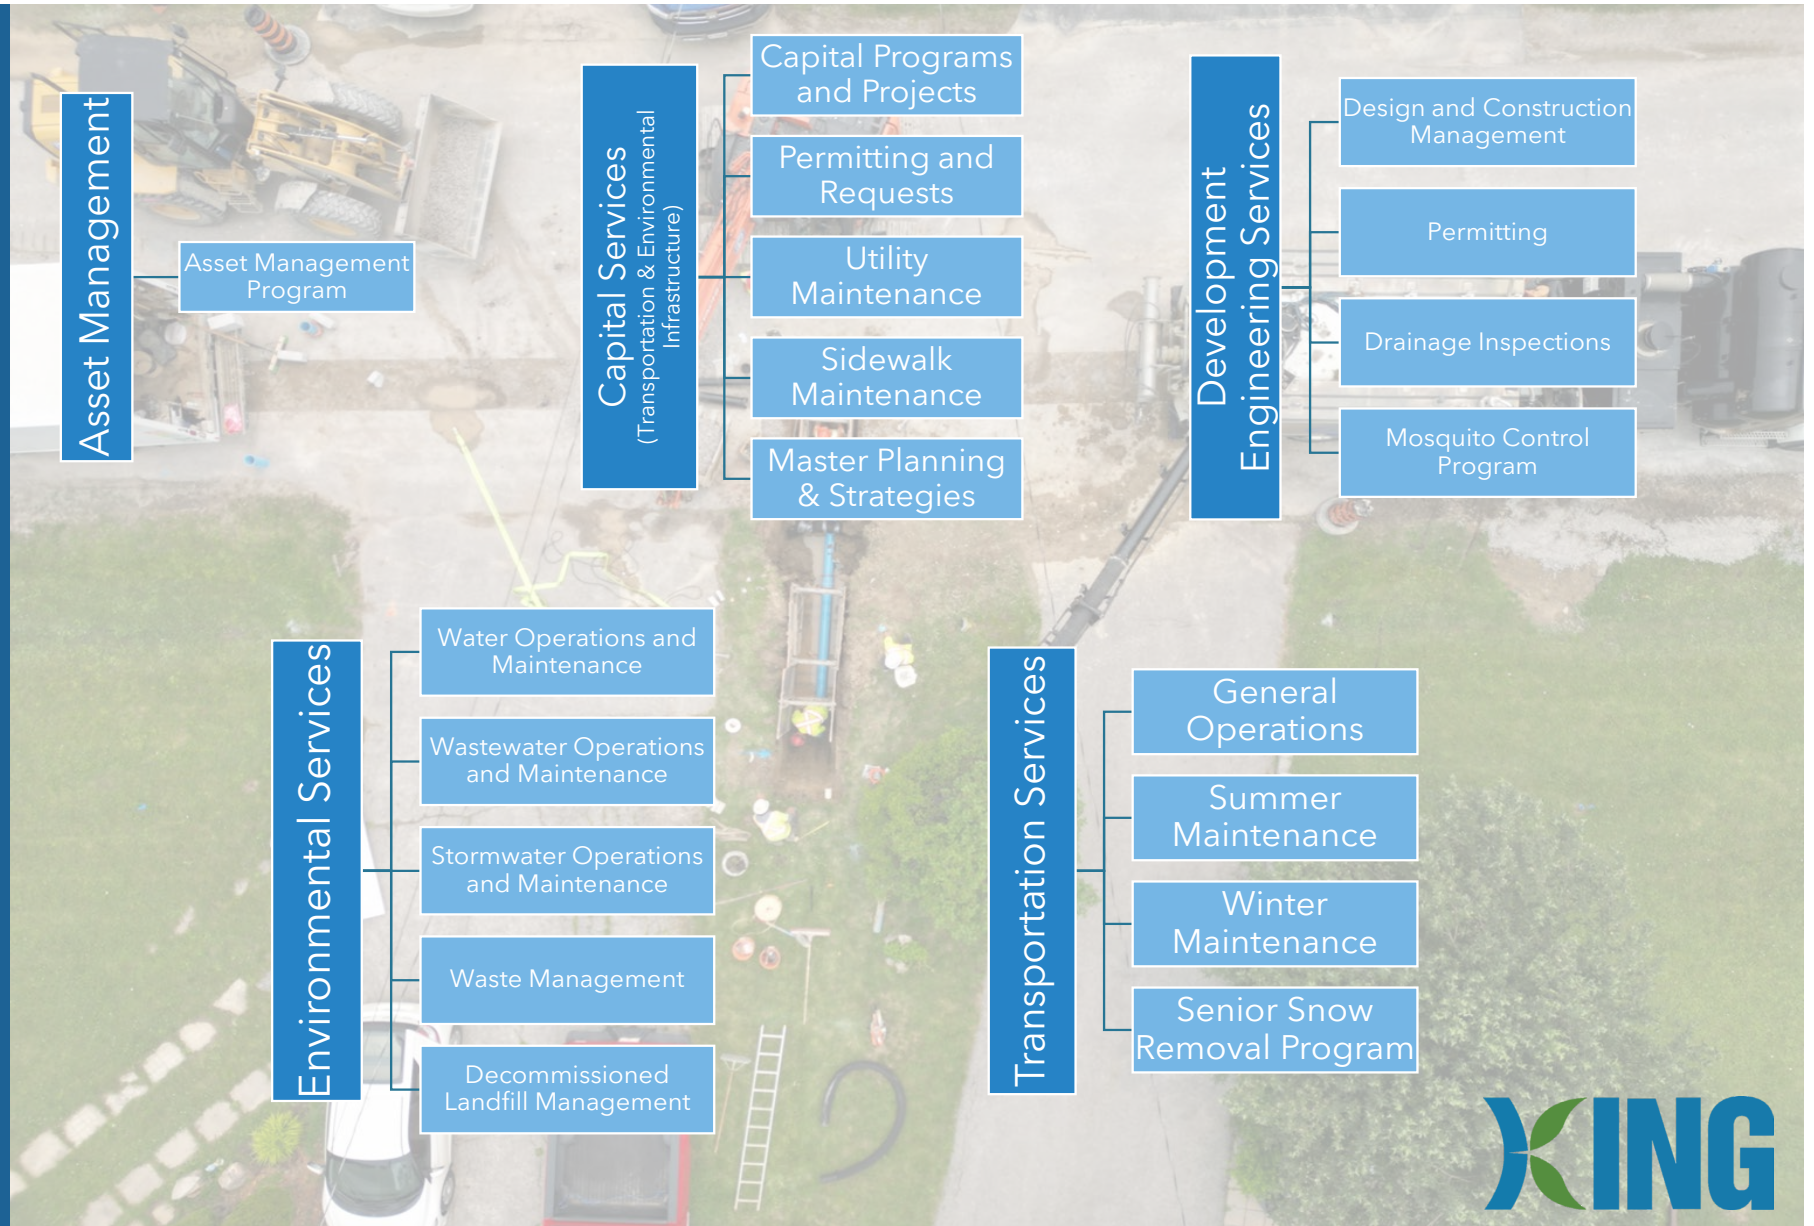 Asset Management
Asset Management
Program
Capital Services
(Transportation & Environmental
Infrastructure)
Capital Programs
and Projects
Permitting and
Requests
Utility
Maintenance
Sidewalk
Maintenance
Master Planning
& Strategies
Development
Engineering Services
Design and Construction
Management
Permitting
Drainage Inspections
Mosquito Control
Program
Environmental Services
Water Operations and
Maintenance
Wastewater Operations
and Maintenance
Stormwater Operations
and Maintenance
Waste Management
Decommissioned
Landfill Management
Transportation Services
General
Operations
Summer
Maintenance
Winter
Maintenance
Senior Snow
Removal Program
KING